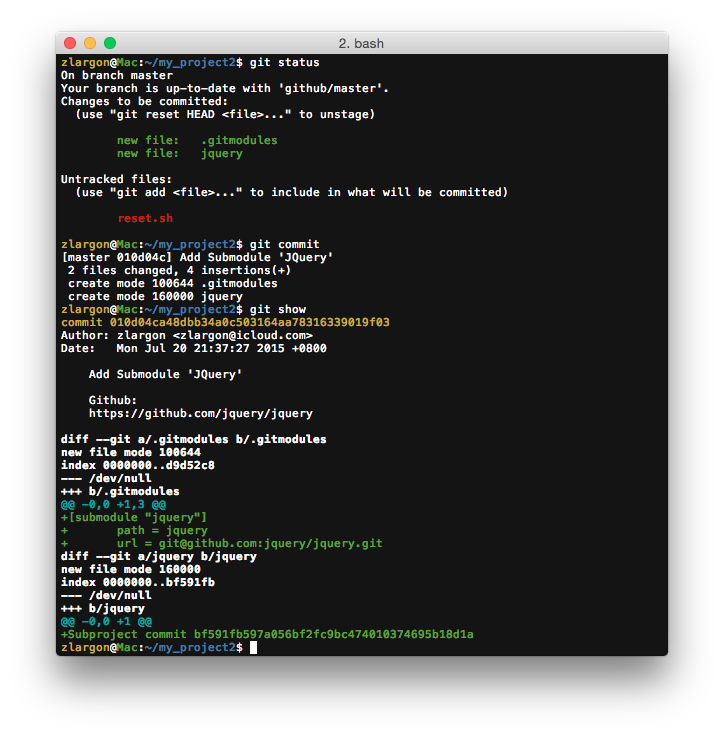 2. bash
zlargon@Mac:~/my_project2$ git status
On branch master
Your branch is up-to-date with 'github/master'.
Changes to be committed:
  (use "git reset HEAD <file>..." to unstage)
        new file:   .gitmodules
        new file:   jquery
Untracked files:
  (use "git add <file>..." to include in what will be committed)
        reset.sh
zlargon@Mac:~/my_project2$ git commit
[master 010d04c] Add Submodule 'JQuery'
 2 files changed, 4 insertions(+)
 create mode 100644 .gitmodules
 create mode 160000 jquery
zlargon@Mac:~/my_project2$ git show
commit 010d04ca48dbb34a0c503164aa78316339019f03
Author: zlargon <zlargon@icloud.com>
Date:   Mon Jul 20 21:37:27 2015 +0800
    Add Submodule 'JQuery'
    Github:
    https://github.com/jquery/jquery
diff --git a/.gitmodules b/.gitmodules
new file mode 100644
index 0000000..d9d52c8
--- /dev/null
+++ b/.gitmodules
@@ -0,0 +1,3 @@
+[submodule "jquery"]
+       path = jquery
+       url = git@github.com:jquery/jquery.git
diff --git a/jquery b/jquery
new file mode 160000
index 0000000..bf591fb
--- /dev/null
+++ b/jquery
@@ -0,0 +1 @@
+Subproject commit bf591fb597a056bf2fc9bc474010374695b18d1a
zlargon@Mac:~/my_project2$